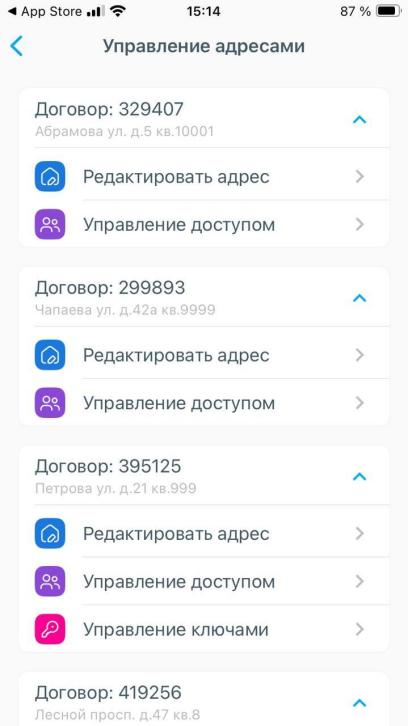 App Store 15:14 87 %
Управление адресами
Договор: 329407
Абрамова ул. д.5 кв.10001
Редактировать адрес
Управление доступом
Договор: 299893
Чапаева ул. д.42а кв.9999
Редактировать адрес
Управление доступом
Договор: 395125
Петрова ул. д.21 кв.999
Редактировать адрес
Управление доступом
Управление ключами
Договор: 419256
Лесной просп. д.47 кв.8